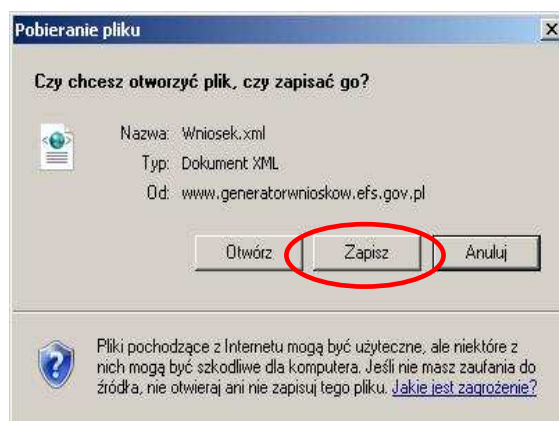 Pobieranie pliku
Czy chcesz otworzyć plik, czy zapisać go?
Nazwa: Wniosek.xml
Typ: Dokument XML
Od: www.generatorwnioskow.efs.gov.pl
Otwórz Zapisz Anuluj
Pliki pochodzące z Internetu mogą być użyteczne, ale niektóre z
nich mogą być szkodliwe dla komputera. Jeśli nie masz zaufania do
źródła, nie otwieraj ani nie zapisuj tego pliku. Jakie jest zagrożenie?